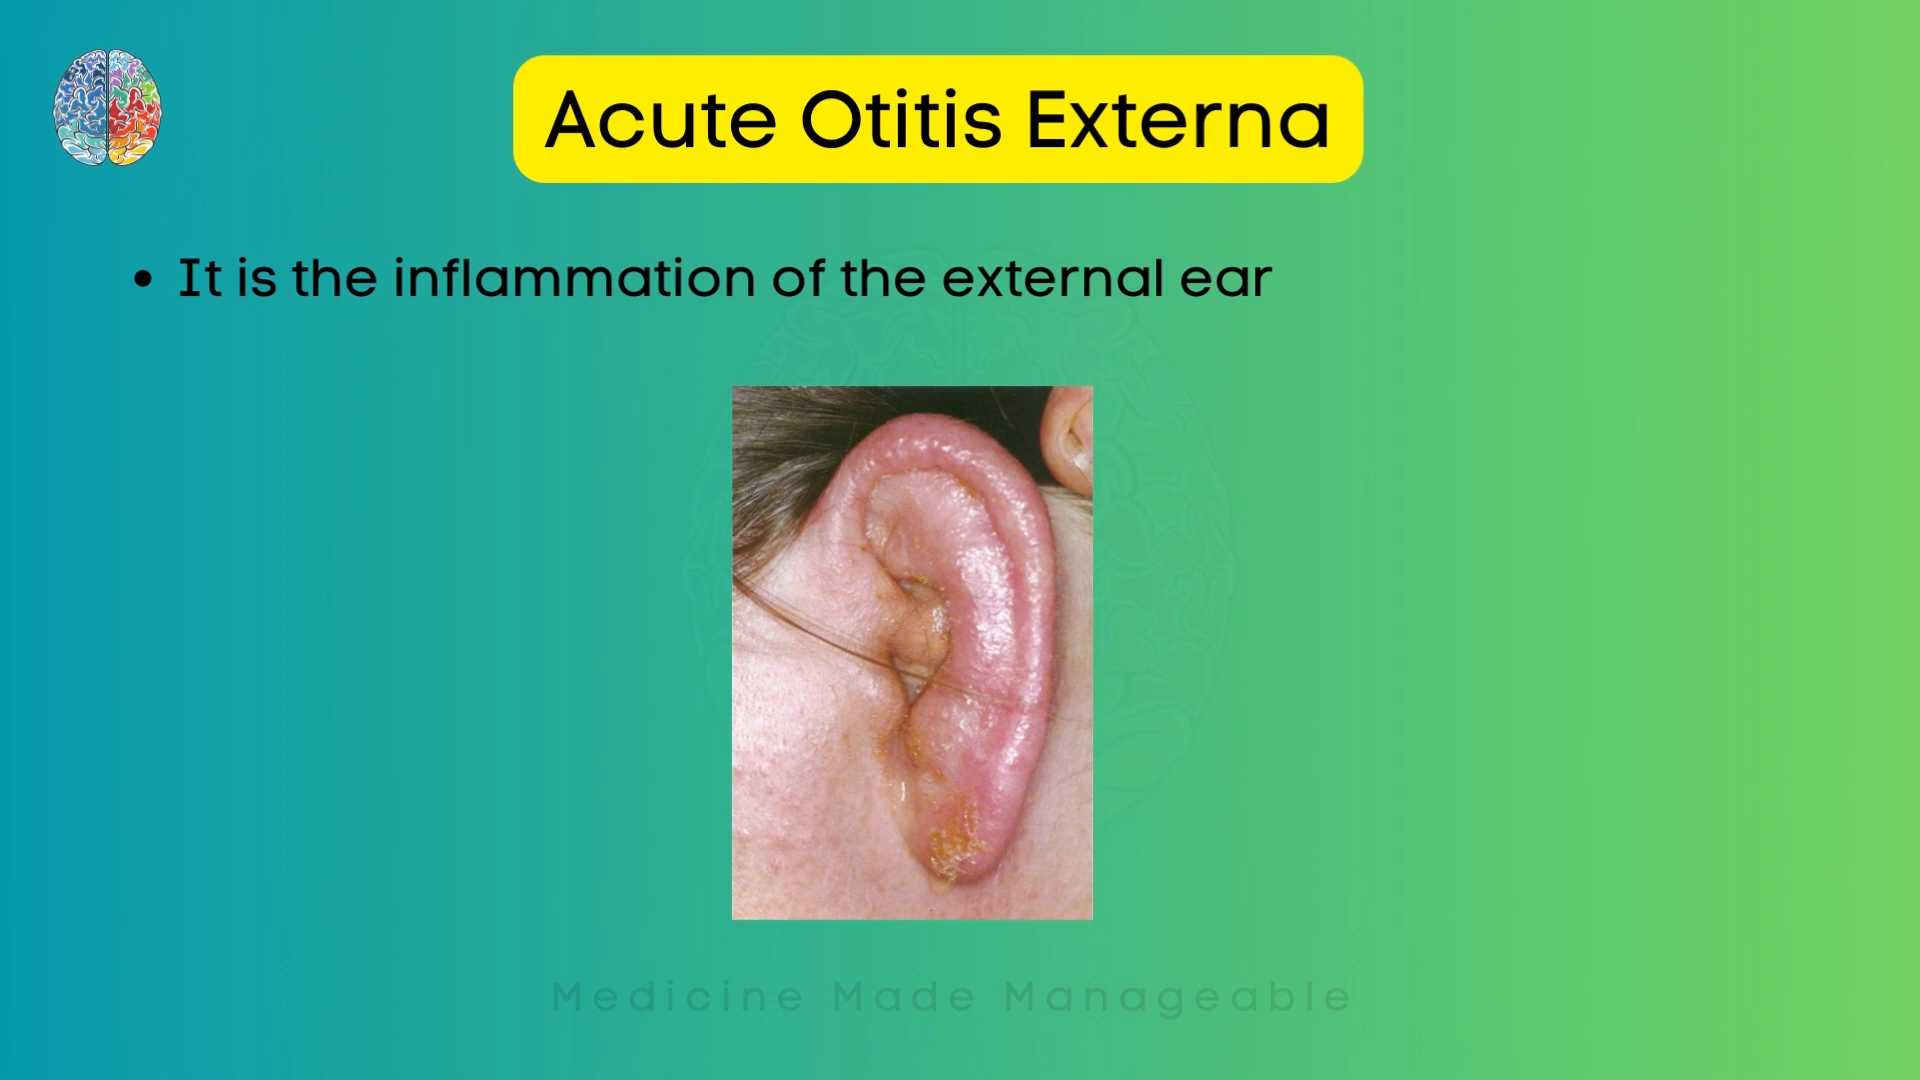 Acute Otitis Externa
• It is the inflammation of the external ear
Medicine Made Manageable